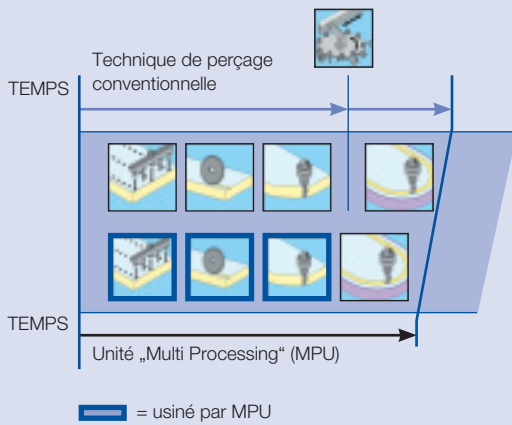 Technique de perçage
conventionnelle
TEMPS
TEMPS
Unité „Multi Processing“ (MPU)
= usiné par MPU